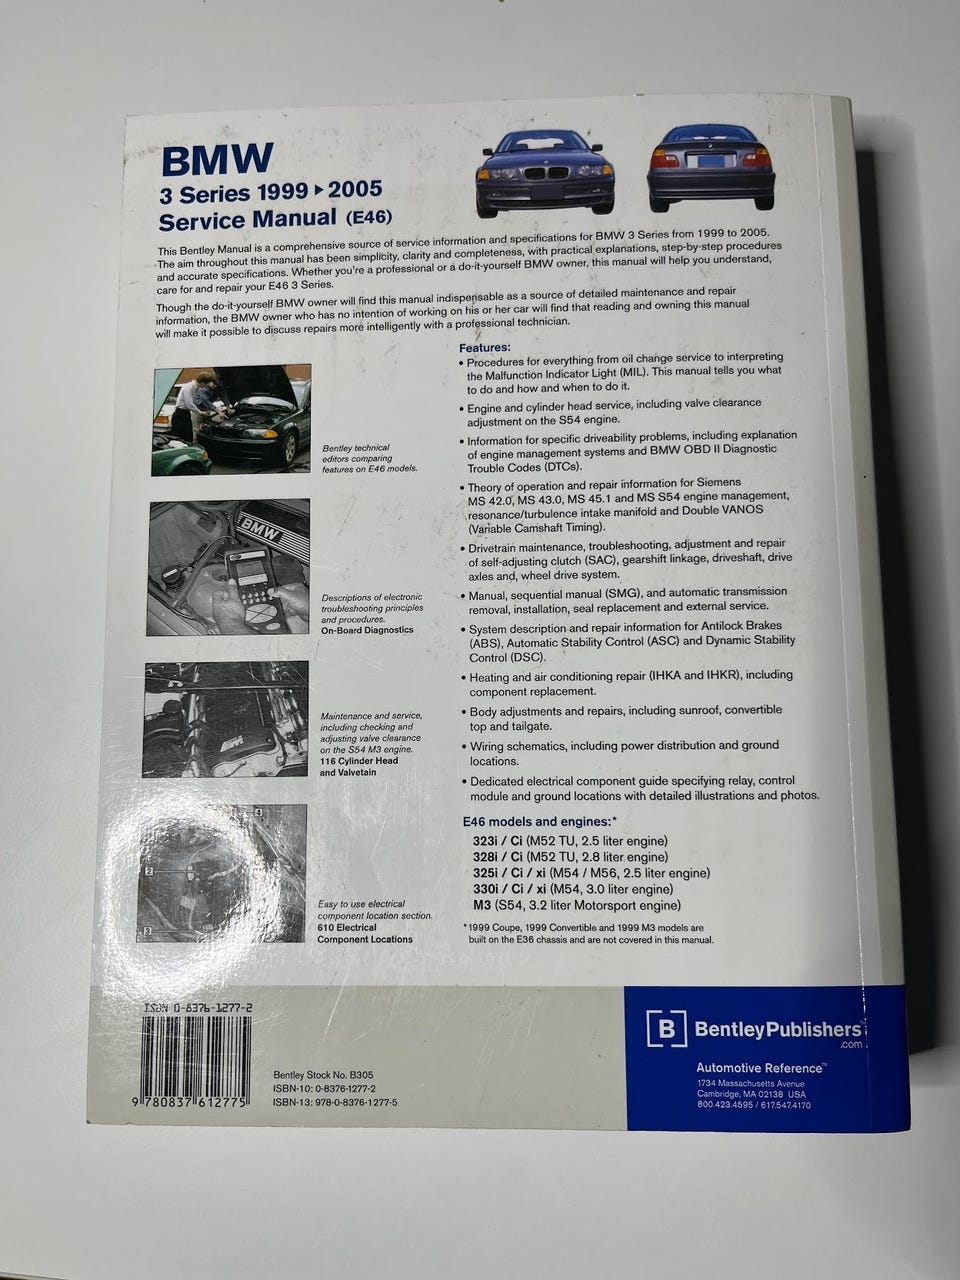 BMW
3 Series 1999 ▸ 2005
Service Manual (E46)
This Bentley Manual is a comprehensive source of service information and specifications for BMW 3 Series from 1999 to 2005.
The aim throughout this manual has been simplicity, clarity and completeness, with practical explanations, step-by-step procedures
and accurate specifications. Whether you're a professional or a do-it-yourself BMW owner, this manual will help you understand,
care for and repair your E46 3 Series.
Though the do-it-yourself BMW owner will find this manual indispensable as a source of detailed maintenance and repair
information, the BMW owner who has no intention of working on his or her car will find that reading and owning this manual
will make it possible to discuss repairs more intelligently with a professional technician.
Bentley technical
editors comparing
features on E46 models.
BMW
Descriptions of electronic
troubleshooting principles
and procedures.
On-Board Diagnostics
Maintenance and service,
including checking and
adjusting valve clearance
on the S54 M3 engine.
116 Cylinder Head
and Valvetain
4
2
3
Easy to use electrical
component location section.
610 Electrical
Component Locations
Features:
• Procedures for everything from oil change service to interpreting
the Malfunction Indicator Light (MIL). This manual tells you what
to do and how and when to do it.
• Engine and cylinder head service, including valve clearance
adjustment on the S54 engine.
• Information for specific driveability problems, including explanation
of engine management systems and BMW OBD II Diagnostic
Trouble Codes (DTCs).
• Theory of operation and repair information for Siemens
MS 42.0, MS 43.0, MS 45.1 and MS S54 engine management,
resonance/turbulence intake manifold and Double VANOS
(Variable Camshaft Timing).
• Drivetrain maintenance, troubleshooting, adjustment and repair
of self-adjusting clutch (SAC), gearshift linkage, driveshaft, drive
axles and, wheel drive system.
• Manual, sequential manual (SMG), and automatic transmission
removal, installation, seal replacement and external service.
• System description and repair information for Antilock Brakes
(ABS), Automatic Stability Control (ASC) and Dynamic Stability
Control (DSC).
• Heating and air conditioning repair (IHKA and IHKR), including
component replacement.
• Body adjustments and repairs, including sunroof, convertible
top and tailgate.
• Wiring schematics, including power distribution and ground
locations.
• Dedicated electrical component guide specifying relay, control
module and ground locations with detailed illustrations and photos.
E46 models and engines:*
323i / Ci (M52 TU, 2.5 liter engine)
328i / Ci (M52 TU, 2.8 liter engine)
325i / Ci / xi (M54 / M56, 2.5 liter engine)
330i / Ci / xi (M54, 3.0 liter engine)
M3 (S54, 3.2 liter Motorsport engine)
*1999 Coupe, 1999 Convertible and 1999 M3 models are
built on the E36 chassis and are not covered in this manual.
ISBN 0-8376-1277-2
9 780837 612775
Bentley Stock No. B305
ISBN-10: 0-8376-1277-2
ISBN-13: 978-0-8376-1277-5
[B] BentleyPublishers
.com
Automotive Reference™
1734 Massachusetts Avenue
Cambridge, MA 02138 USA
800.423.4595 / 617.547.4170